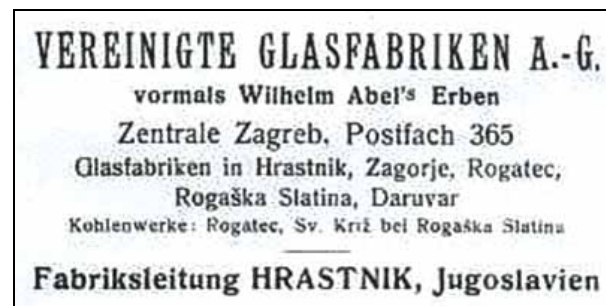 VEREINIGTE GLASFABRIKEN A.-G.
vormals Wilhelm Abel's Erben
Zentrale Zagreb, Postfach 365
Glasfabriken in Hrastnik, Zagorje, Rogatec,
Rogaška Slatina, Daruvar
Kohlenwerke: Rogatec, Sv. Križ bei Rogaška Slatina
Fabriksleitung HRASTNIK, Jugoslavien